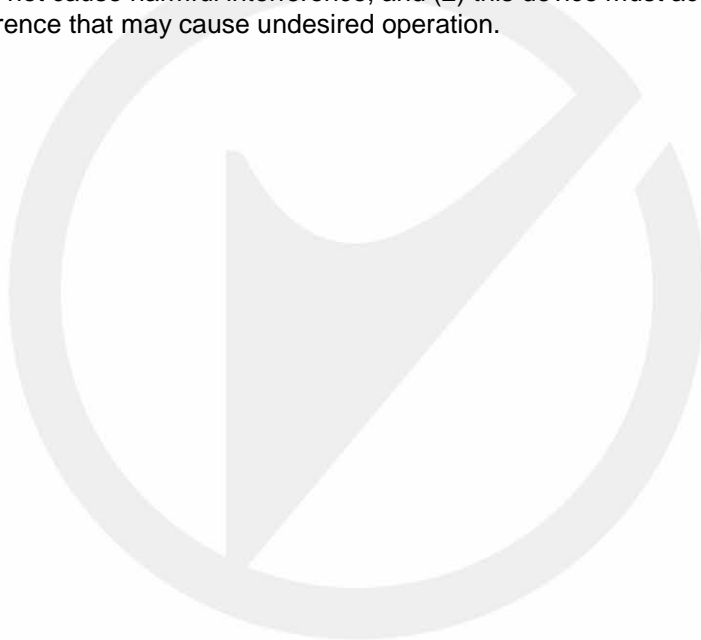 not cause harmful interference, and (2) this device must
rence that may cause undesired operation.